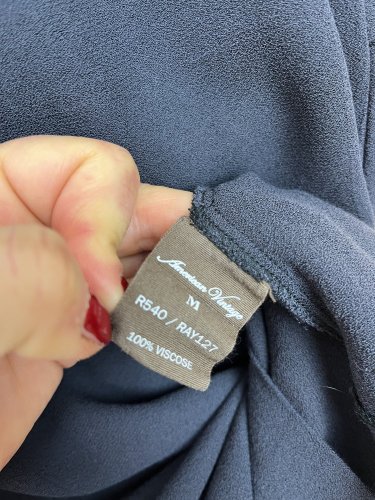 American Vintage
M
R540 / RAY127
100% VISCOSE